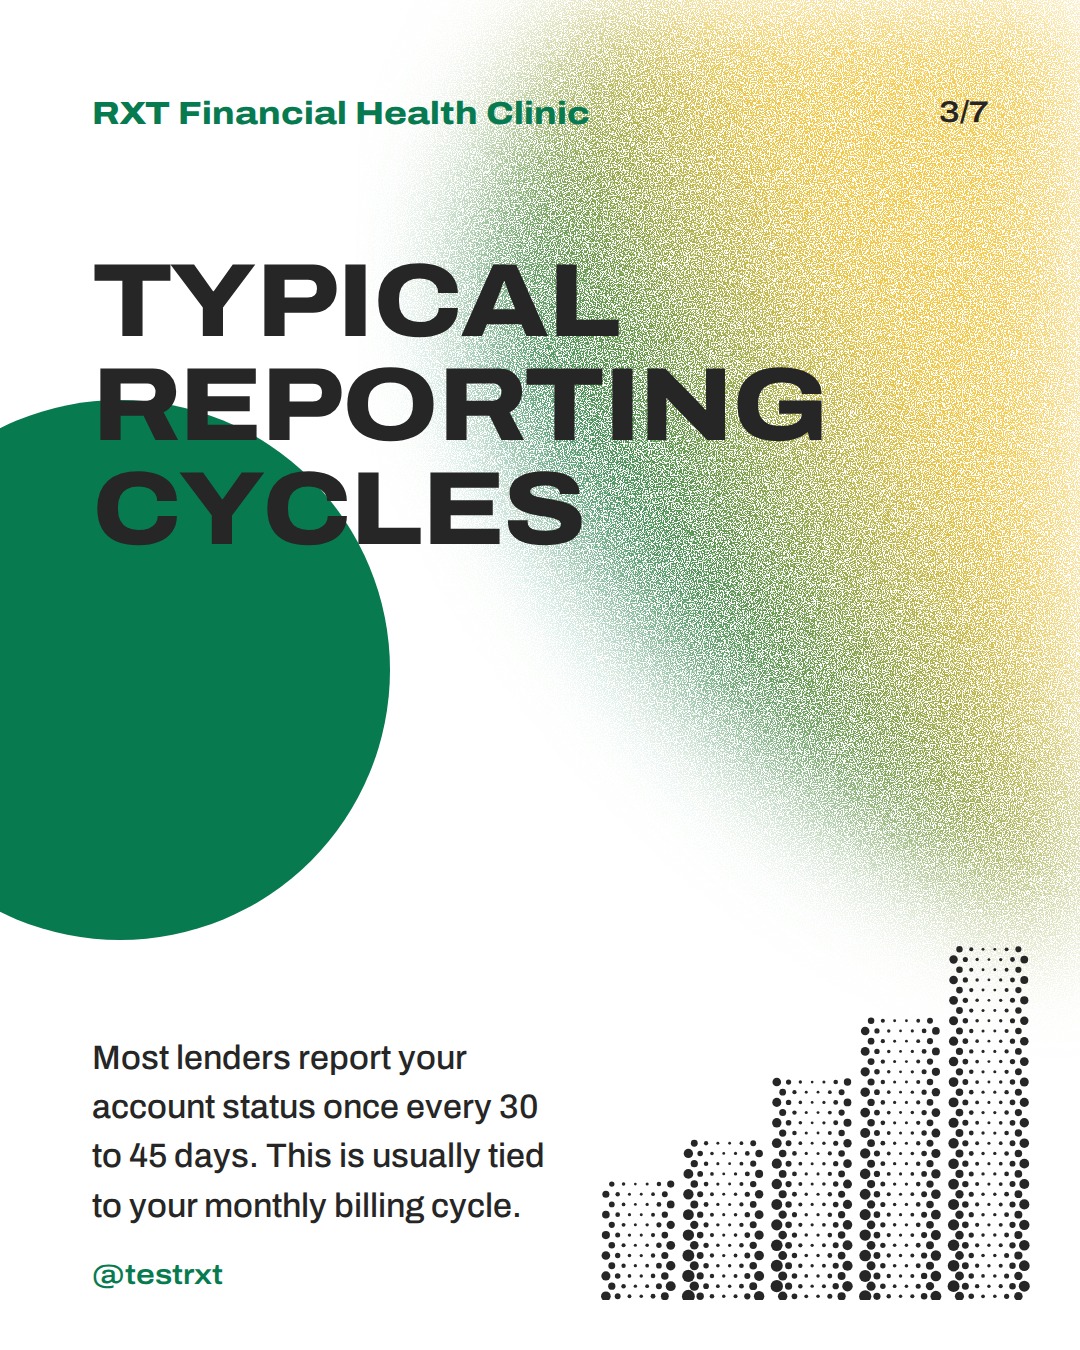 RXT Financial Health Clinic
3/7
TYPICAL
REPORTING
CYCLES
Most lenders report your
account status once every 30
to 45 days. This is usually tied
to your monthly billing cycle.
@testrxt